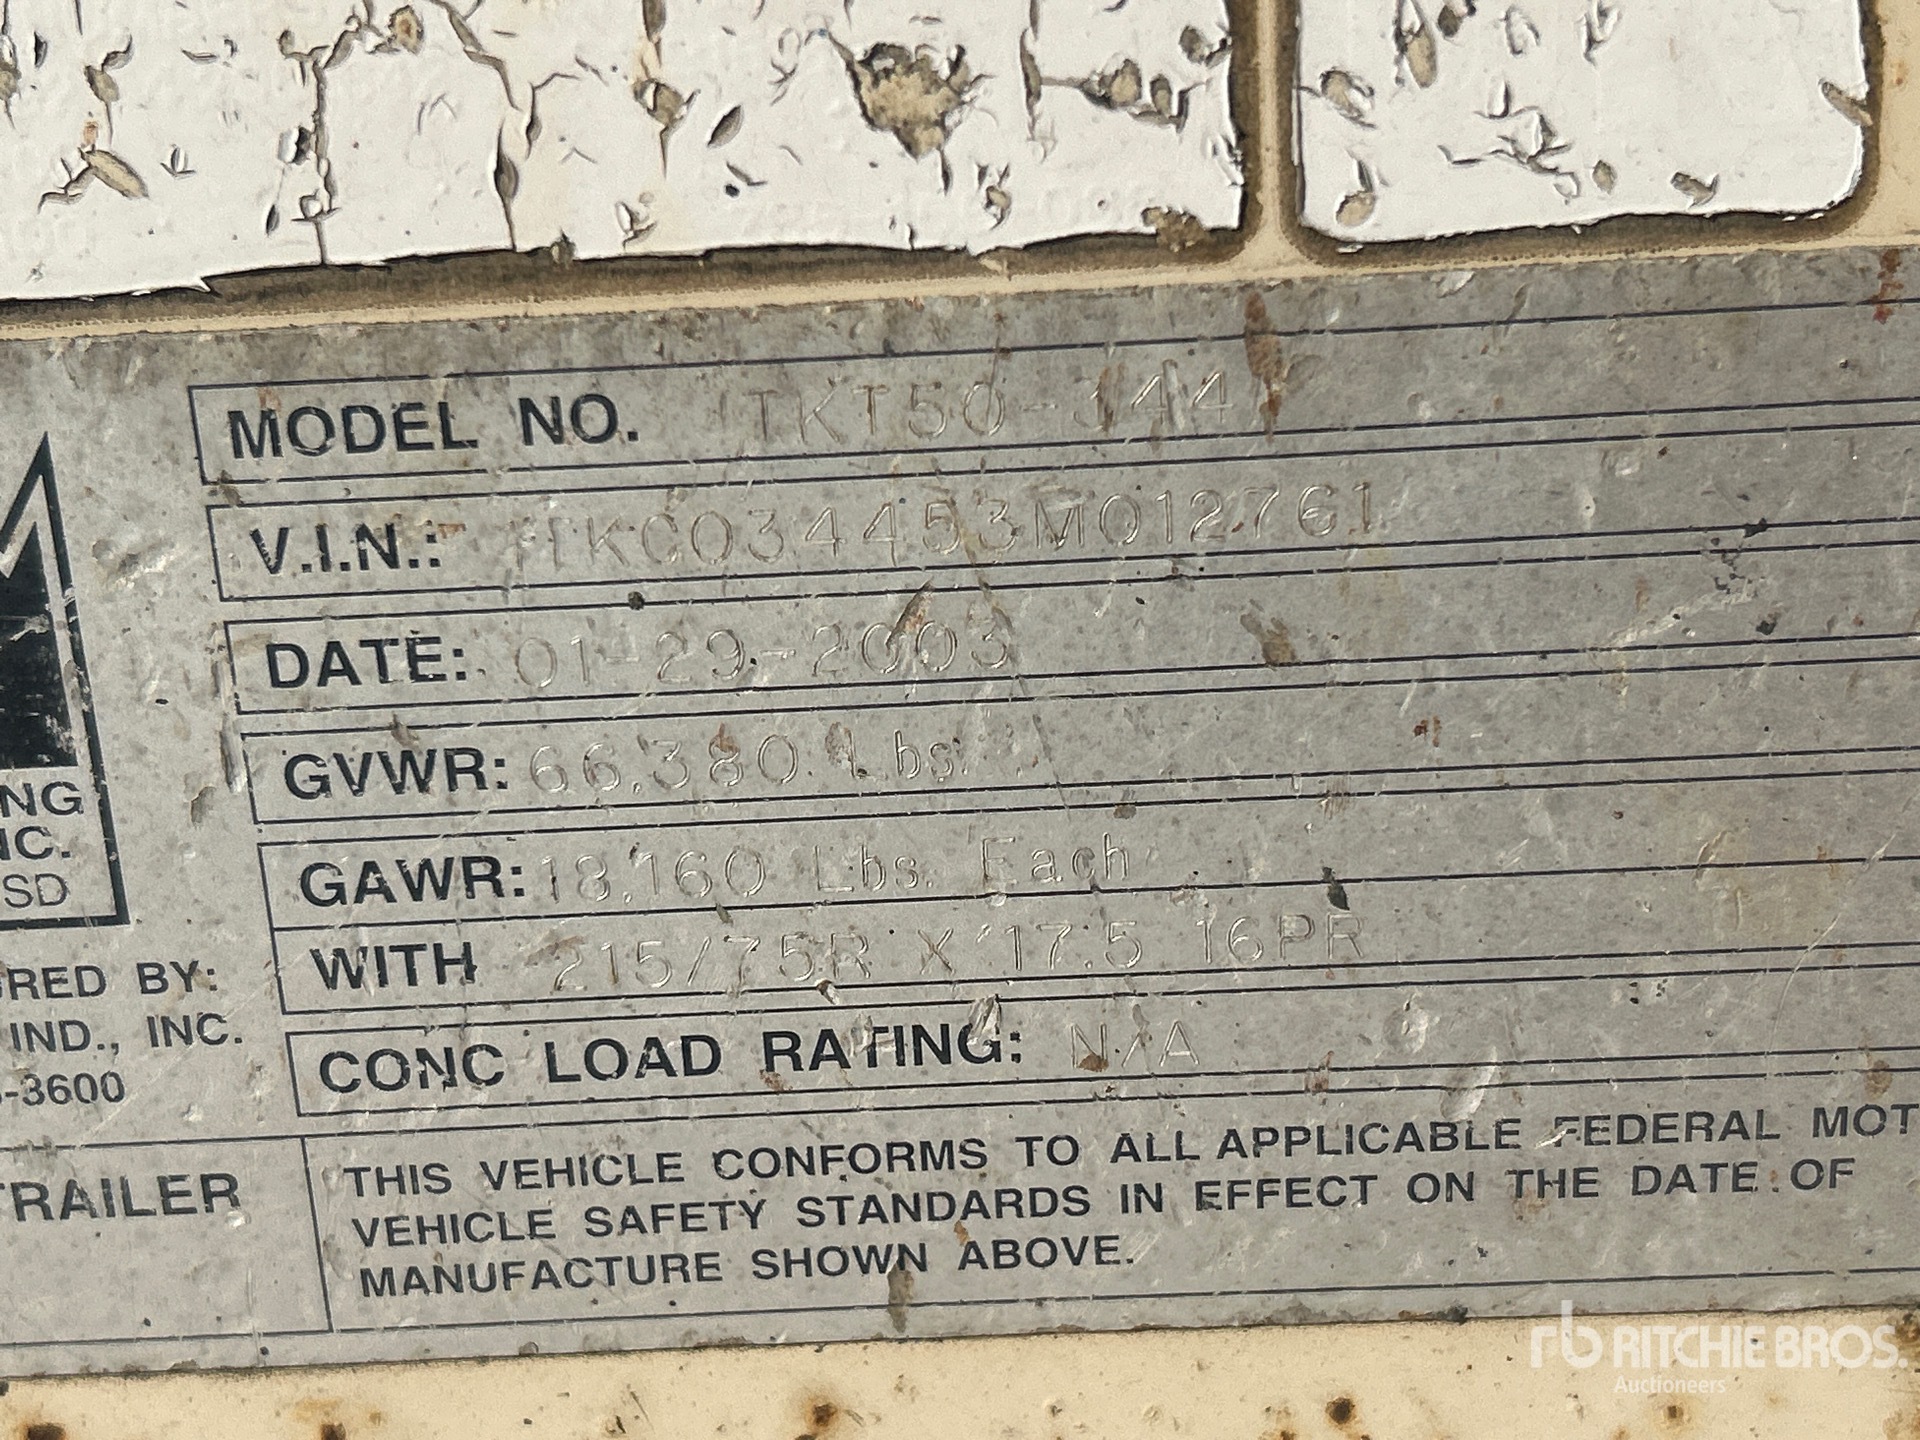 MODEL NO. TKT50-344
V.I.N.: 1TKC034453M012761
DATE: 01-29-2003
GVWR: 66.380 Lbs.
GAWR: 18.160 Lbs. Each
WITH 215/75R X 17.5 16PR
CONC LOAD RATING: N/A
M
NG
NC.
SD
RED BY:
IND., INC.
-3600
TRAILER
THIS VEHICLE CONFORMS TO ALL APPLICABLE FEDERAL MOT
VEHICLE SAFETY STANDARDS IN EFFECT ON THE DATE OF
MANUFACTURE SHOWN ABOVE.
rb RITCHIE BROS.
Auctioneers